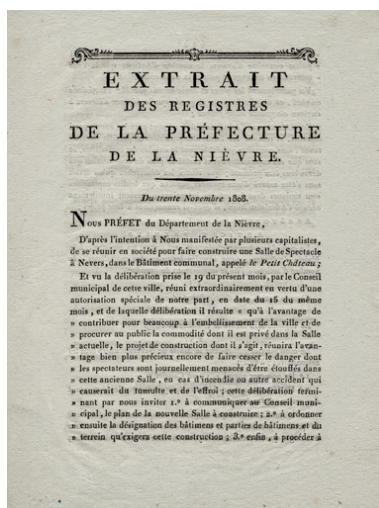 EXTRAIT
DES REGISTRES
DE LA PRÉFECTURE
DE LA NIÈVRE.
Du trente Novembre 1808.
NOUS PRÉFET du Département de la Nièvre,
D'après l'intention à Nous manifestée par plusieurs capitalistes,
de se réunir en société pour faire construire une Salle de Spectacle
à Nevers, dans le Bâtiment communal, appelé le Petit Château;
Et vu la délibération prise le 19 du présent mois, par le Conseil
municipal de cette ville, réuni extraordinairement en vertu d'une
autorisation spéciale de notre part, en date du 16 du même
mois, et de laquelle délibération il résulte « qu'à l'avantage de
» contribuer pour beaucoup à l'embellissement de la ville et de
» procurer au public la commodité dont il est privé dans la Salle
» actuelle, le projet de construction dont il s'agit, réunira l'avan-
» tage bien plus précieux encore de faire cesser le danger dont
» les spectateurs sont journellement menacés d'être étouffés dans
» cette ancienne Salle, en cas d'incendie ou autre accident qui
» causerait du tumulte et de l'effroi; cette délibération termi-
» nant par nous inviter 1.º à communiquer au Conseil muni-
» cipal, le plan de la nouvelle Salle à construire; 2.º à ordonner
» ensuite la désignation des bâtimens et parties de bâtimens et du
» terrein qu'exigera cette construction; 3.º enfin, à procéder à